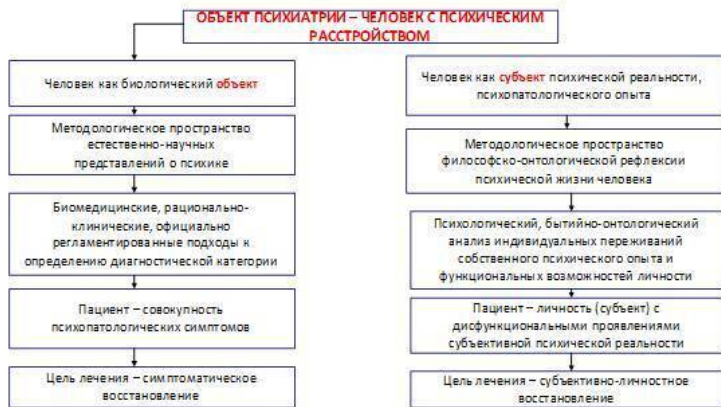 ОБЪЕКТ ПСИХИАТРИИ – ЧЕЛОВЕК С ПСИХИЧЕСКИМ
РАССТРОЙСТВОМ
Человек как биологический объект
Методологическое пространство
естественно-научных
представлений о психике
Биомедицинские, рационально-
клинические, официально
регламентированные подходы к
определению диагностической категории
Пациент – совокупность
психопатологических симптомов
Цель лечения – симптоматическое
восстановление
Человек как субъект психической реальности,
психопатологического опыта
Методологическое пространство
философско-онтологической рефлексии
психической жизни человека
Психологический, бытийно-онтологический
анализ индивидуальных переживаний
собственного психического опыта и
функциональных возможностей личности
Пациент – личность (субъект) с
дисфункциональными проявлениями
субъективной психической реальности
Цель лечения – субъективно-личностное
восстановление